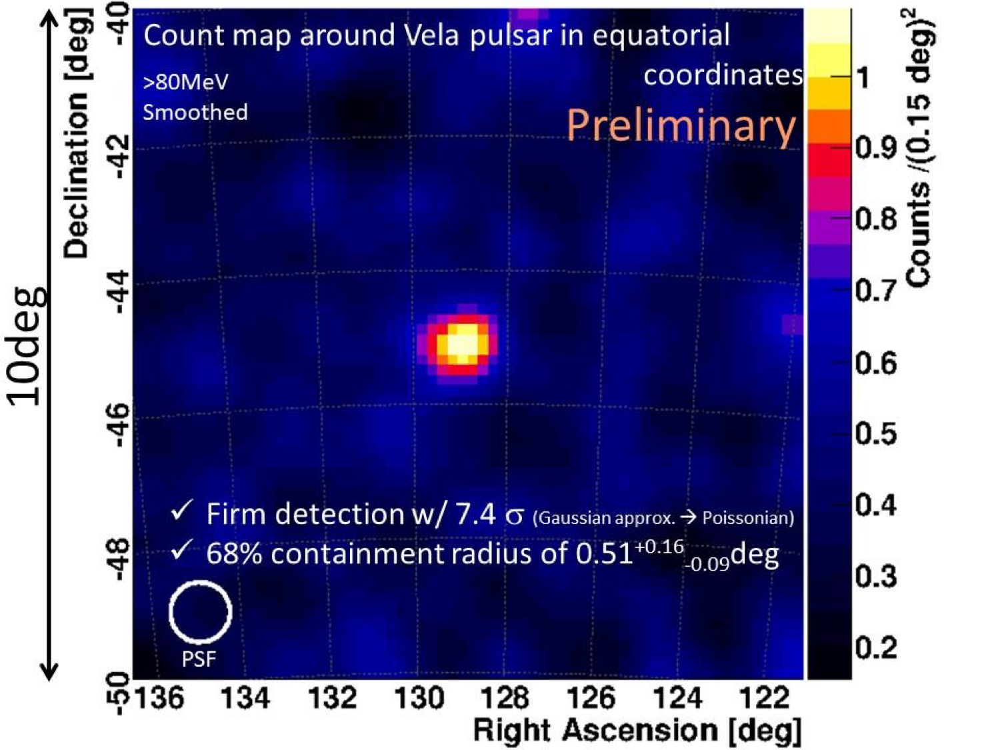 Count map around Vela pulsar in equatorial
coordinates
>80MeV
Smoothed
Preliminary
Declination [deg]
-40
-42
-44
-46
-48
-50
10deg
✓ Firm detection w/ 7.4 σ (Gaussian approx. → Poissonian)
✓ 68% containment radius of 0.51+0.16-0.09deg
PSF
136 134 132 130 128 126 124 122
Right Ascension [deg]
1
0.9
0.8
0.7
0.6
0.5
0.4
0.3
0.2
Counts /(0.15 deg)²